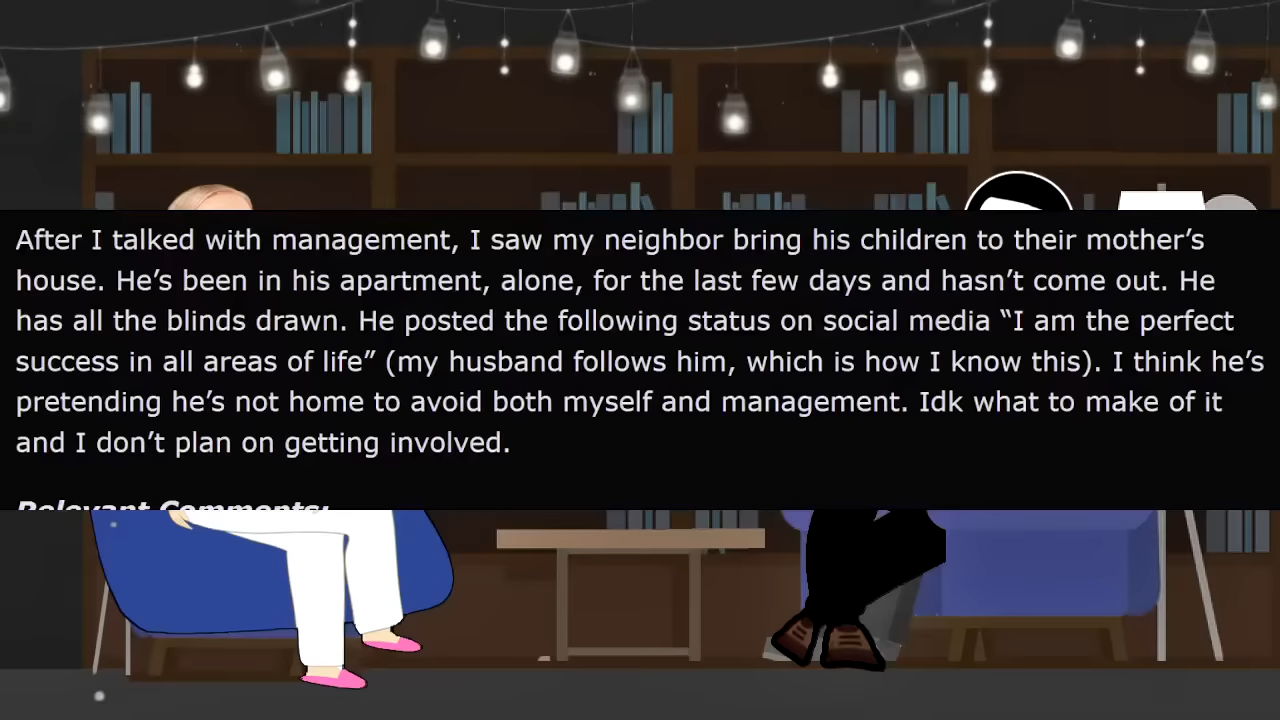 After I talked with management, I saw my neighbor bring his children to their mother’s
house. He’s been in his apartment, alone, for the last few days and hasn’t come out. He
has all the blinds drawn. He posted the following status on social media “I am the perfect
success in all areas of life” (my husband follows him, which is how I know this). I think he’s
pretending he’s not home to avoid both myself and management. Idk what to make of it
and I don’t plan on getting involved.
Relevant Comments: